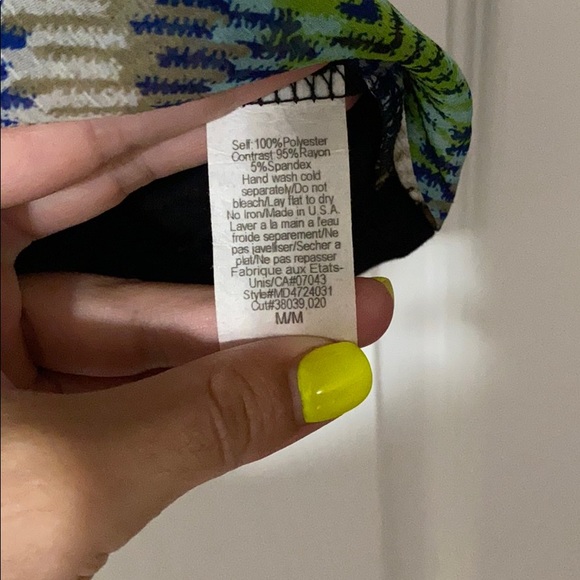 Self:100%Polyester
Contrast:95%Rayon
5%Spandex
Hand wash cold
separately/Do not
bleach/Lay flat to dry
No Iron/Made in U.S.A.
Laver a la main a l'eau
froide separement/Ne
pas javelliser/Secher a
plat/Ne pas repasser
Fabrique aux Etats-
Unis/CA#07043
Style#MD4724031
Cut#38039,020
M/M